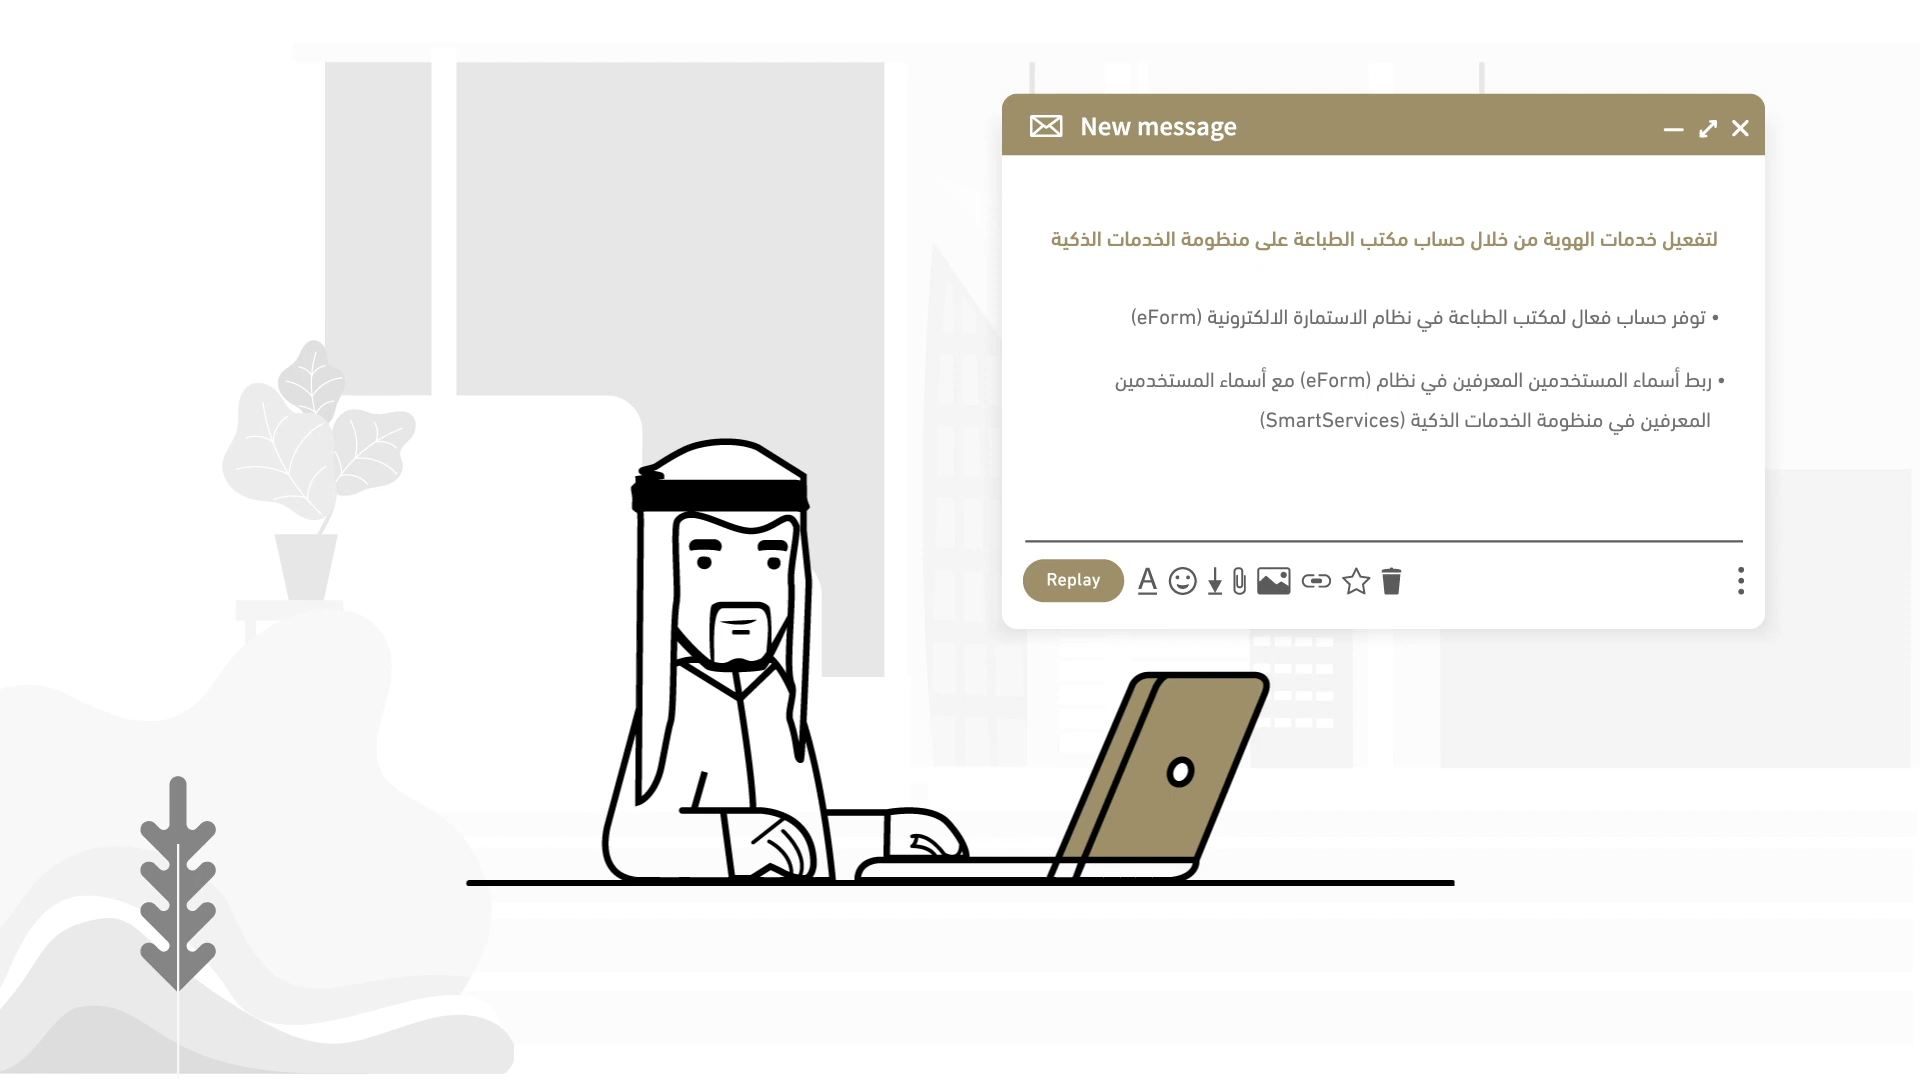 New message
لتفعيل خدمات الهوية من خلال حساب مكتب الطباعة على منظومة الخدمات الذكية
• توفر حساب فعال لمكتب الطباعة في نظام الاستمارة الالكترونية (eForm)
• ربط أسماء المستخدمين المعرفين في نظام (eForm) مع أسماء المستخدمين
المعرفين في منظومة الخدمات الذكية (SmartServices)
Replay A